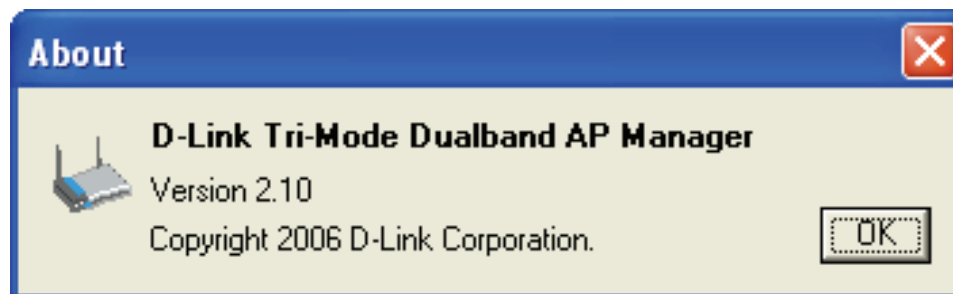 About
D-Link Tri-Mode Dualband AP Manager
Version 2.10
Copyright 2006 D-Link Corporation.
OK